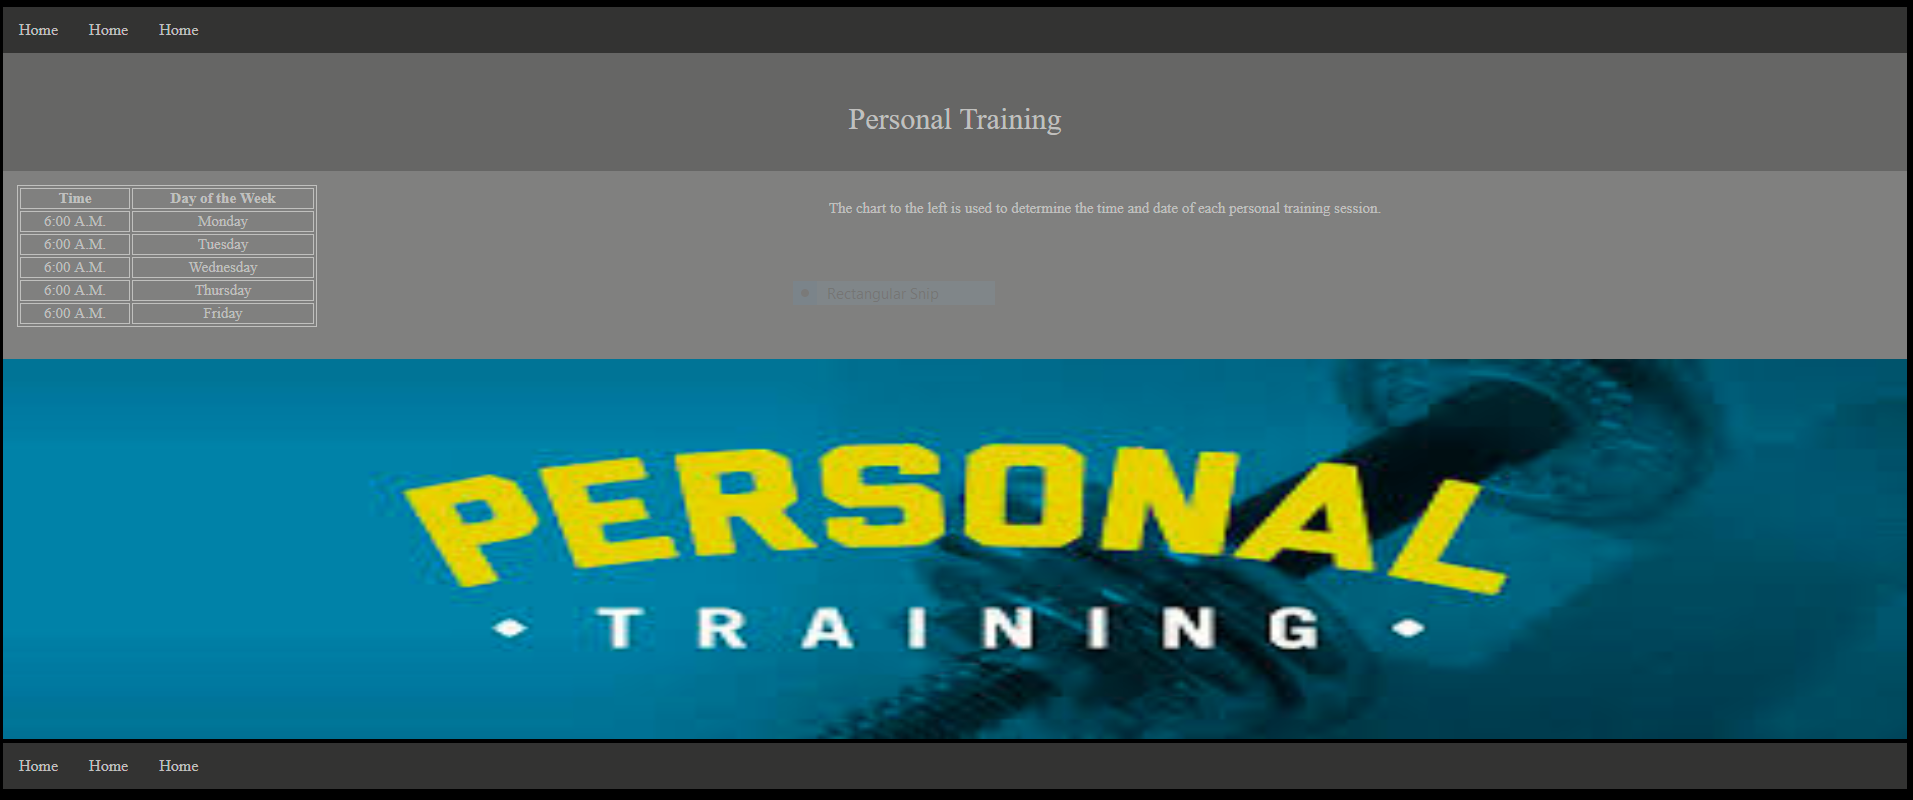 Home Home Home
Personal Training
Time Day of the Week
6:00 A.M. Monday
6:00 A.M. Tuesday
6:00 A.M. Wednesday
6:00 A.M. Thursday
6:00 A.M. Friday
The chart to the left is used to determine the time and date of each personal training session.
Rectangular Snip
PERSONAL
TRAINING
Home Home Home